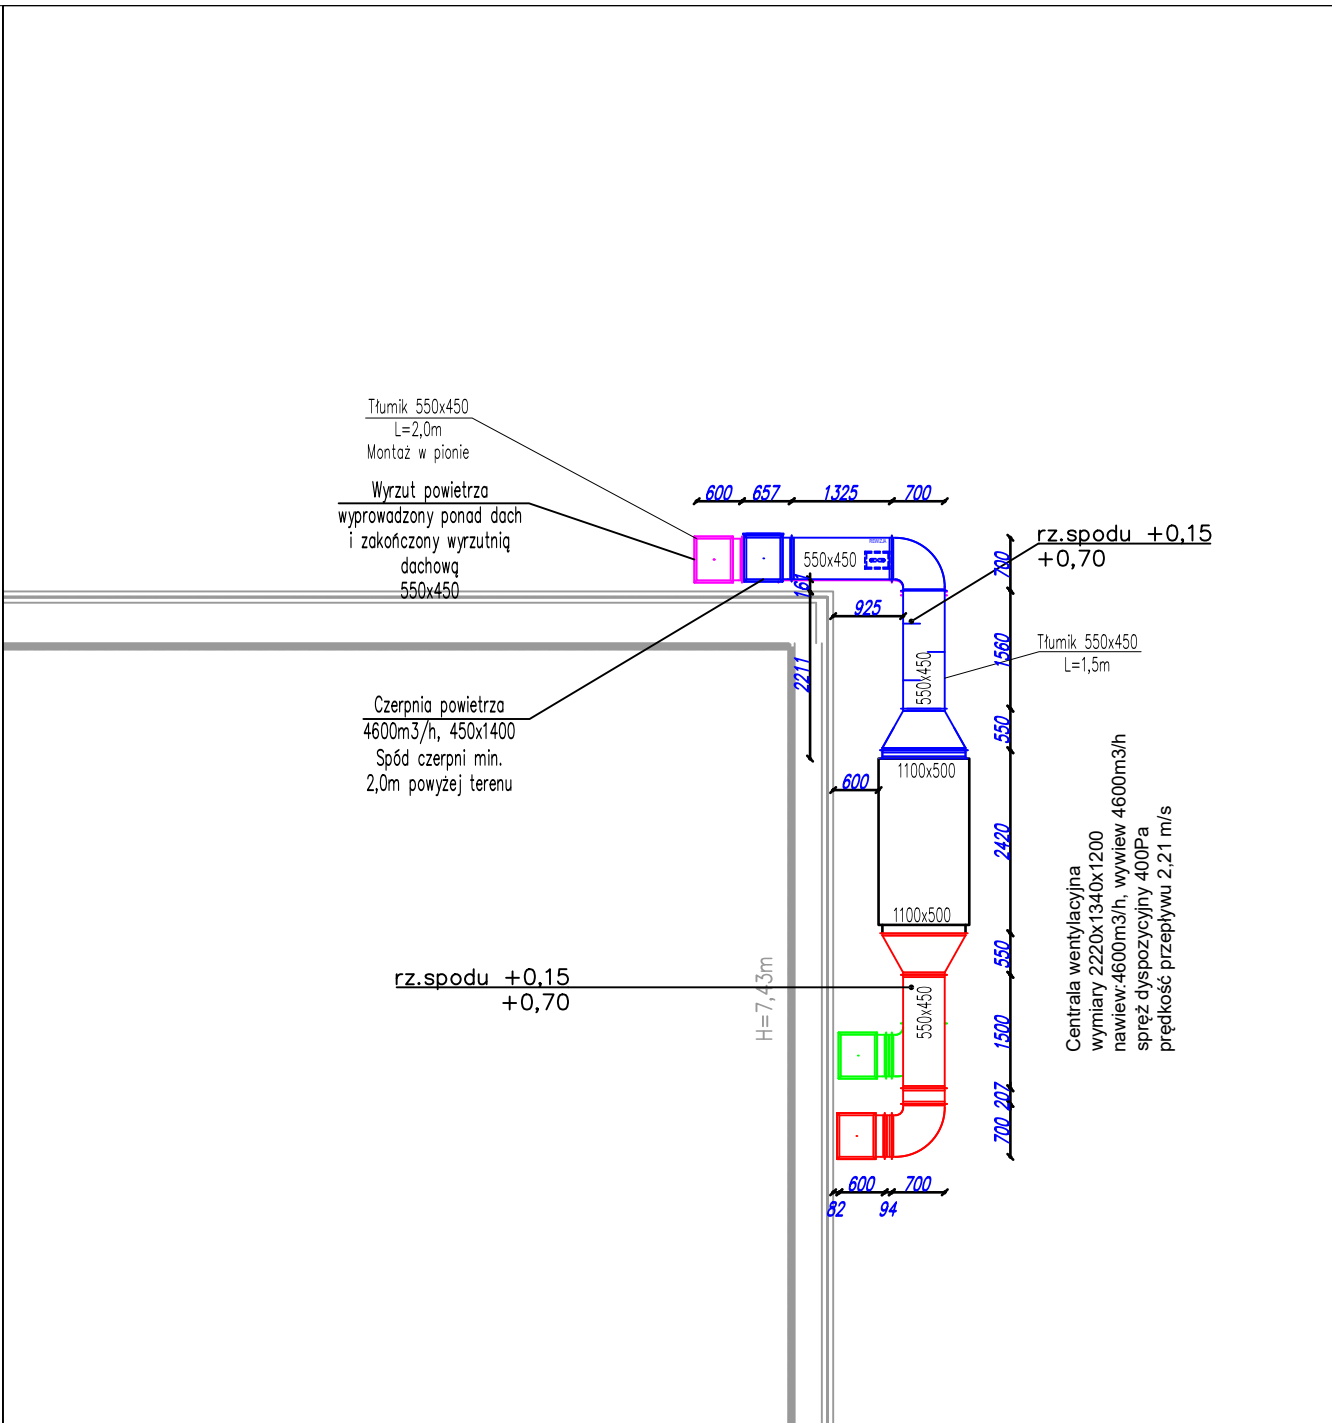 Tłumik 550x450
L=2,0m
Montaż w pionie
Wyrzut powietrza
wyprowadzony ponad dach
i zakończony wyrzutnią
dachową
550x450
600
657
1325
700
rz.spodu +0,15
+0,70
550x450
700
161
925
1560
Tłumik 550x450
L=1,5m
550x450
2211
Czerpnia powietrza
4600m3/h, 450x1400
Spód czerpni min.
2,0m powyżej terenu
550
1100x500
600
2420
Centrala wentylacyjna
wymiary 2220x1340x1200
nawiew:4600m3/h, wywiew 4600m3/h
spręż dyspozycyjny 400Pa
prędkość przepływu 2,21 m/s
1100x500
550
rz.spodu +0,15
+0,70
H=7,43m
550x450
1500
207
700
600
700
82
94